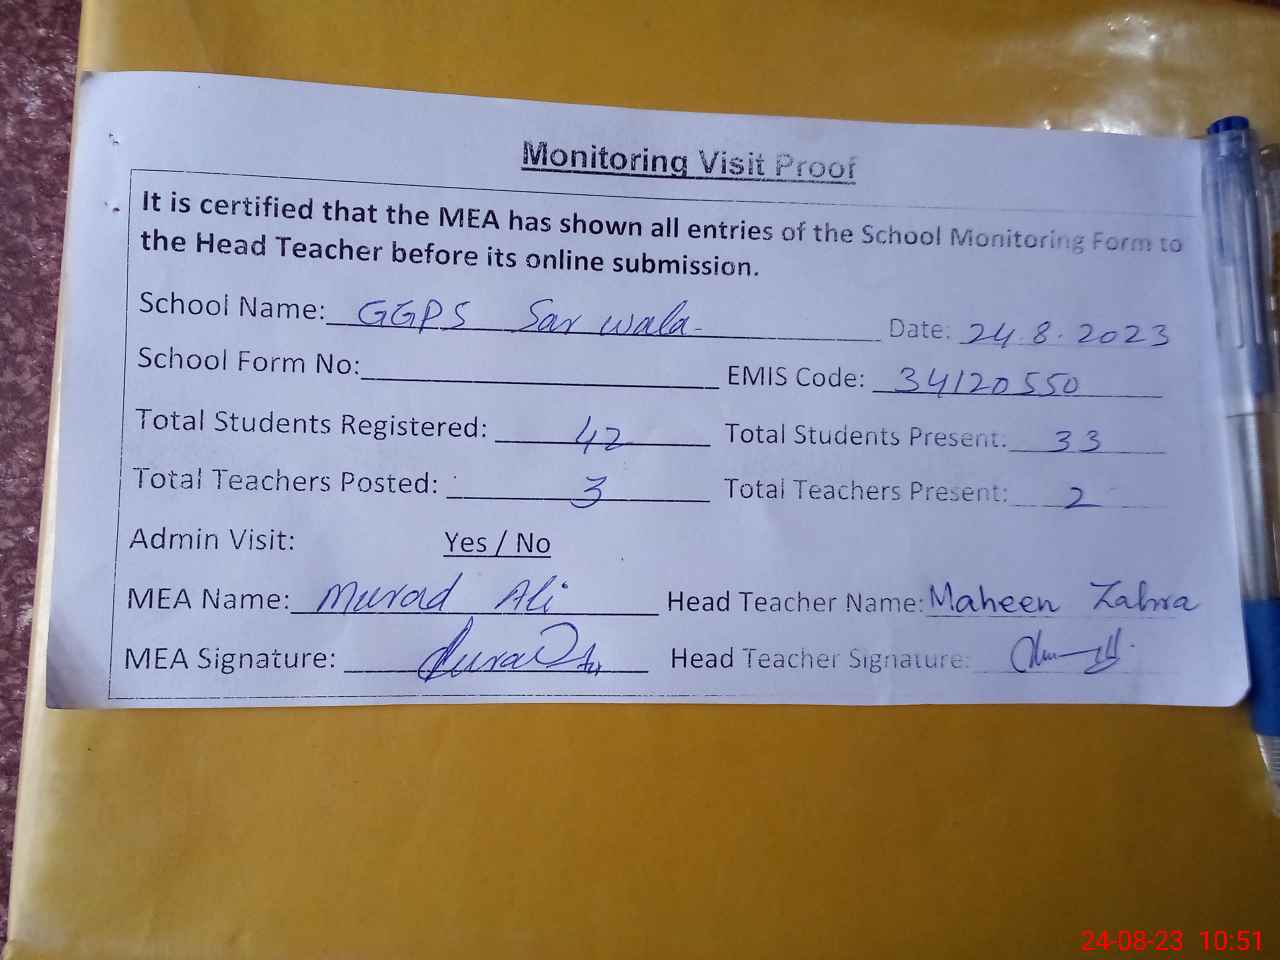 Monitoring Visit Proof
It is certified that the MEA has shown all entries of the School Monitoring Form to
the Head Teacher before its online submission.
School Name: GGPS Sar wala Date: 24.8.2023
School Form No: EMIS Code: 34120550
Total Students Registered: 42 Total Students Present: 33
Total Teachers Posted: 3 Total Teachers Present: 2
Admin Visit: Yes / No
MEA Name: Murad Ali Head Teacher Name: Maheen Zahra
MEA Signature: Head Teacher Signature:
24-08-23 10:51